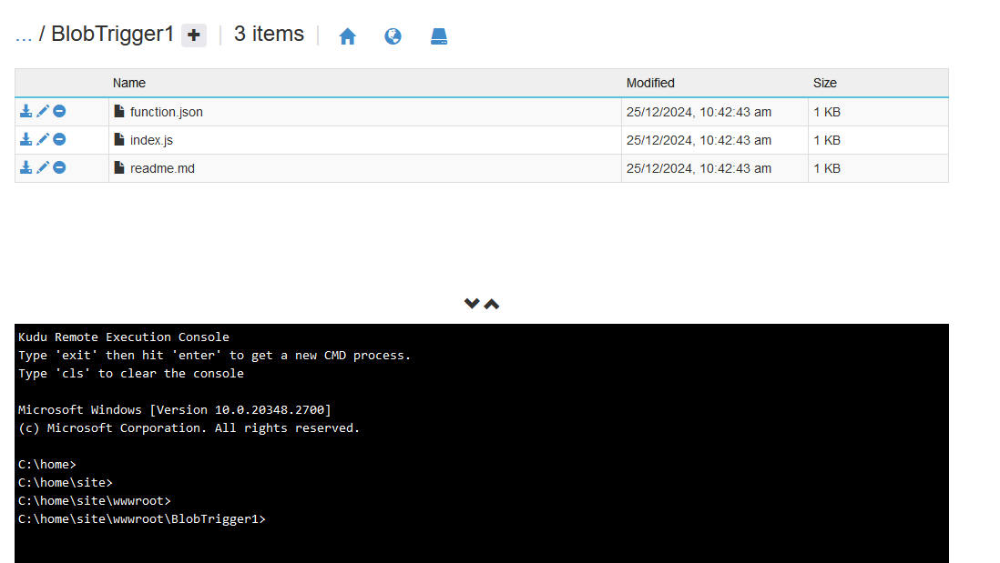 ... / BlobTrigger1 + | 3 items |
Name Modified Size
function.json 25/12/2024, 10:42:43 am 1 KB
index.js 25/12/2024, 10:42:43 am 1 KB
readme.md 25/12/2024, 10:42:43 am 1 KB
Kudu Remote Execution Console
Type 'exit' then hit 'enter' to get a new CMD process.
Type 'cls' to clear the console
Microsoft Windows [Version 10.0.20348.2700]
(c) Microsoft Corporation. All rights reserved.
C:\home>
C:\home\site>
C:\home\site\wwwroot>
C:\home\site\wwwroot\BlobTrigger1>